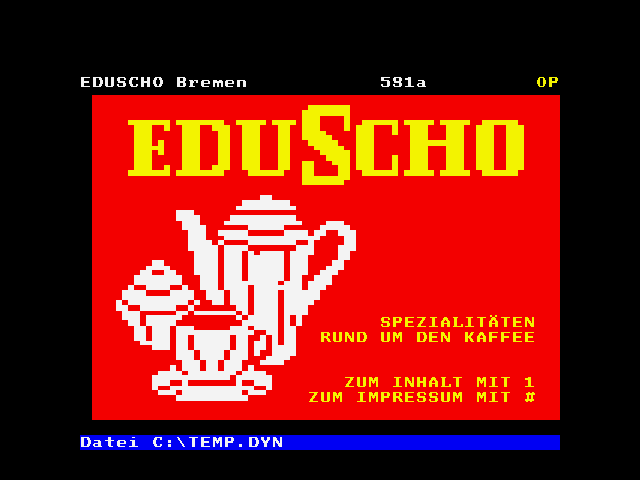 EDUSCHO Bremen 581a 0P
EDUSCHO
SPEZIALITÄTEN
RUND UM DEN KAFFEE
ZUM INHALT MIT 1
ZUM IMPRESSUM MIT #
Datei C:\TEMP.DYN